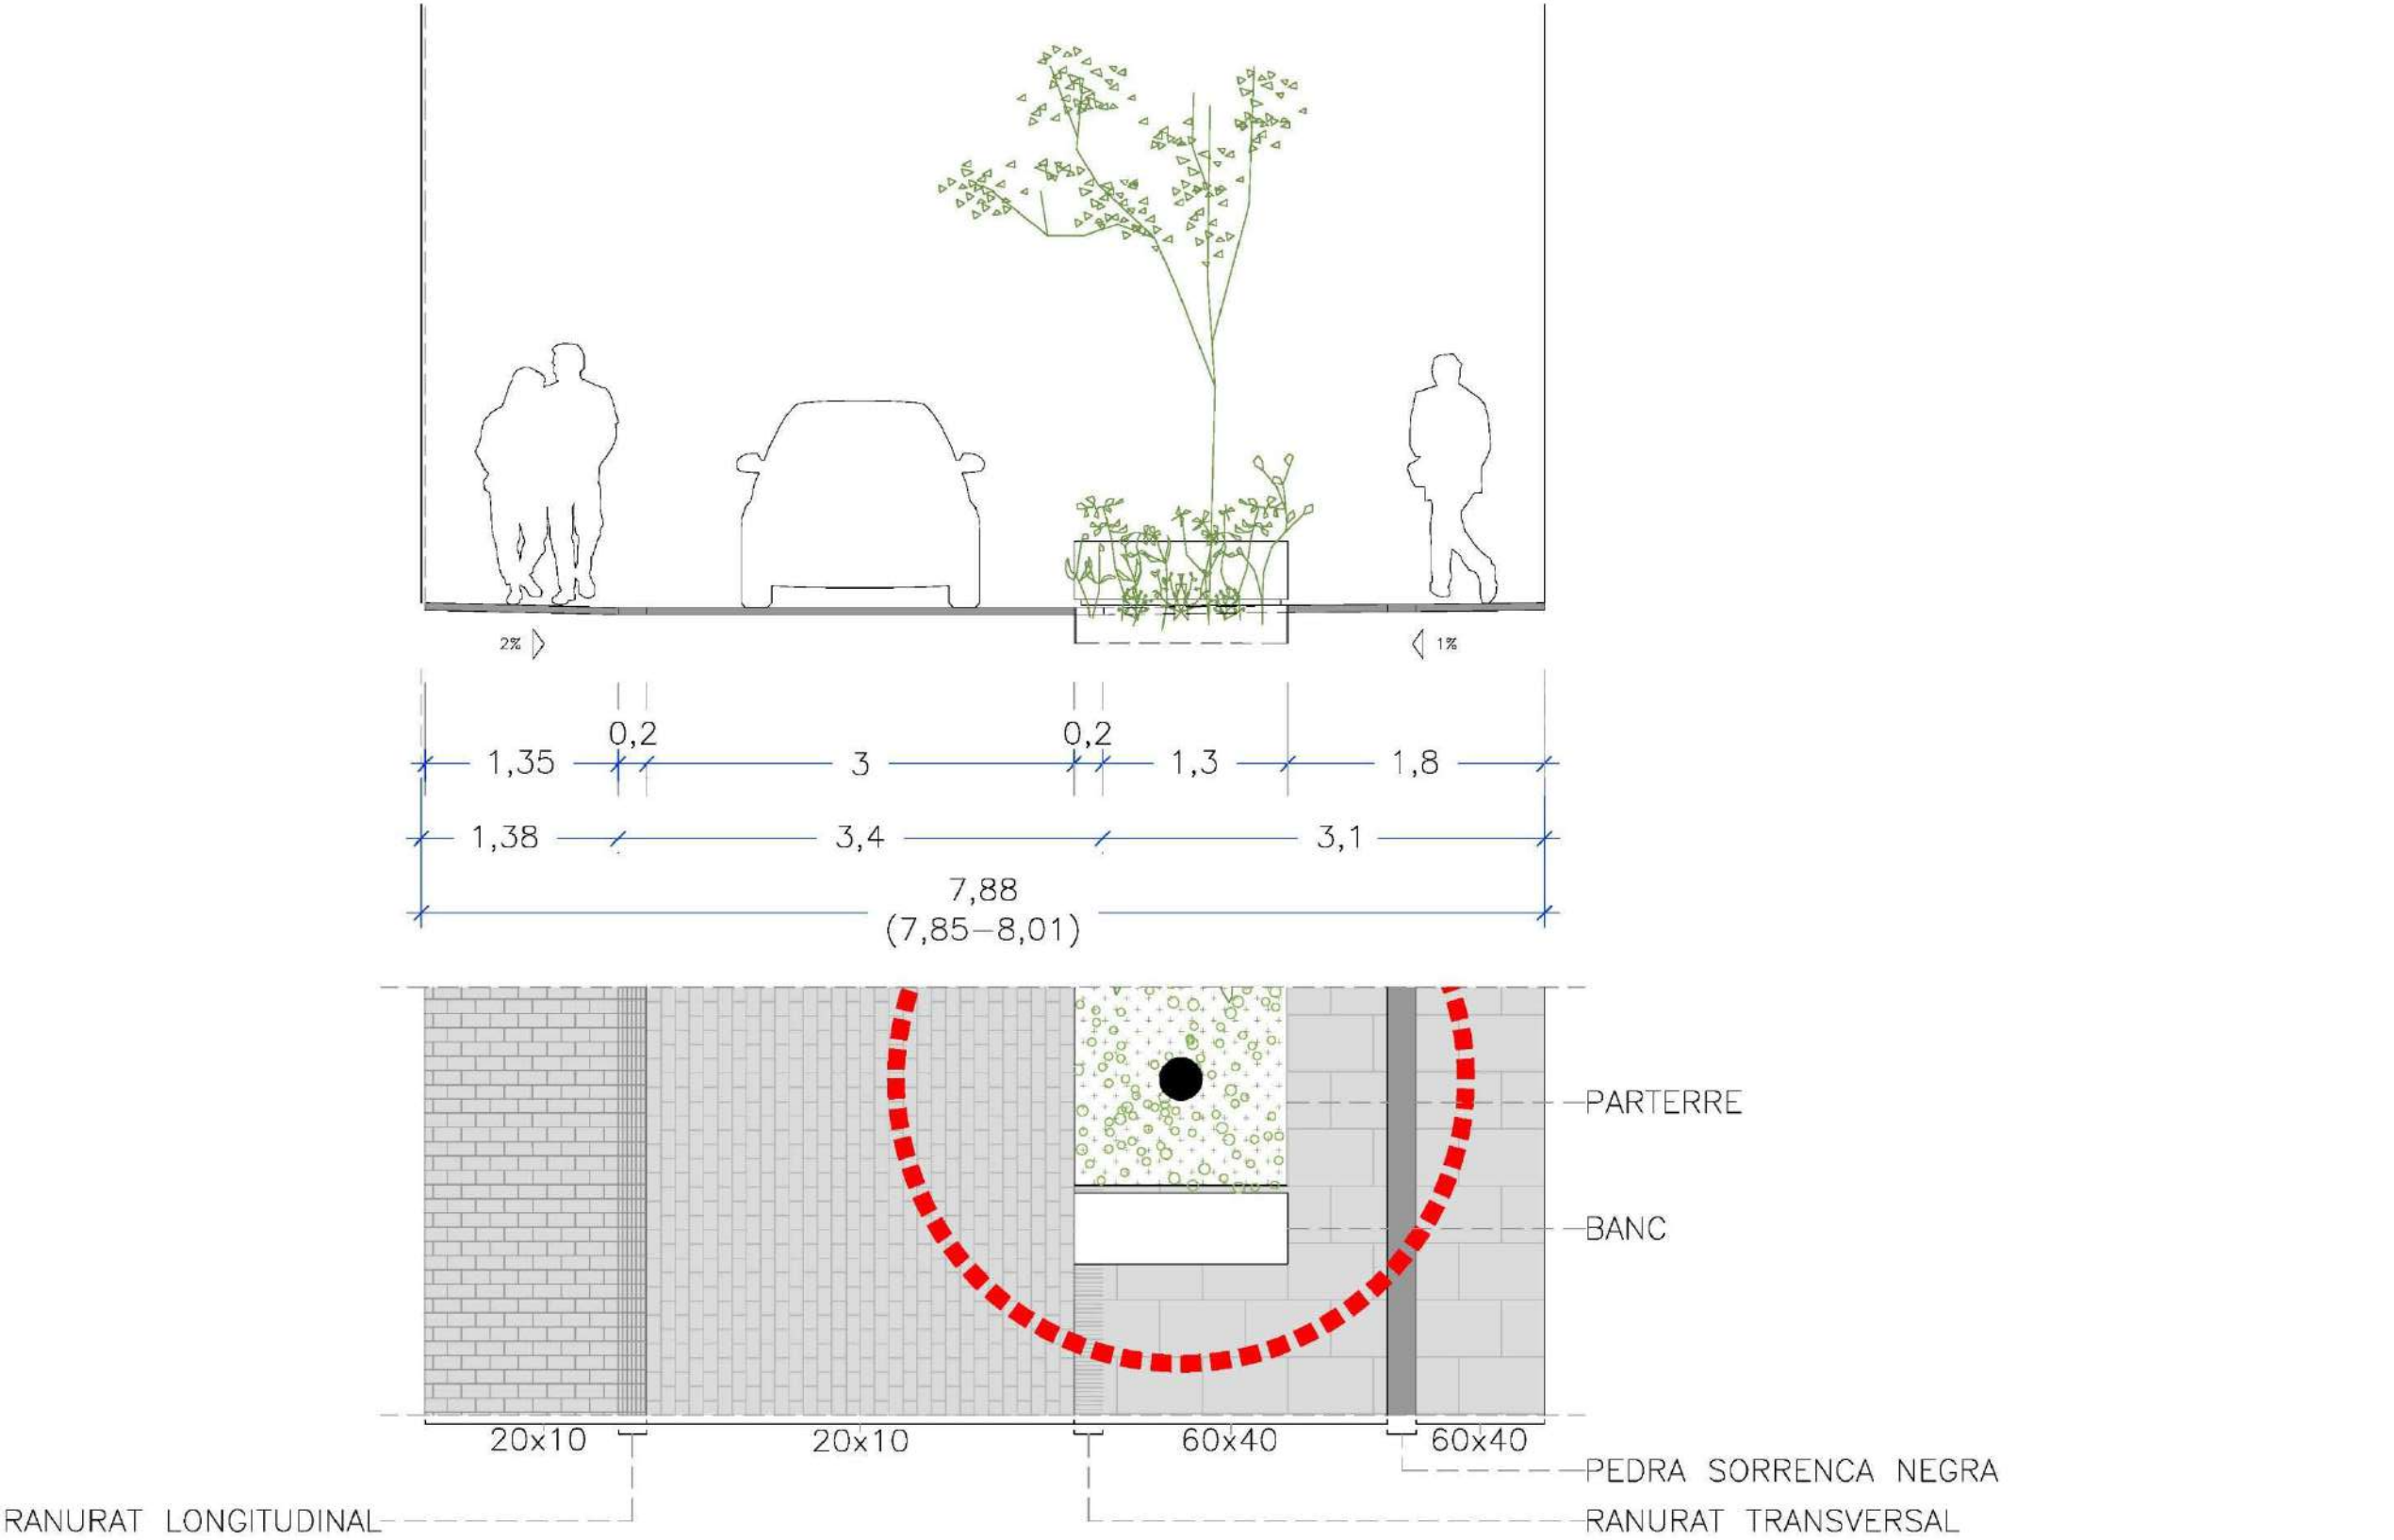 2%
1%
0,2
0,2
1,35
3
1,3
1,8
1,38
3,4
3,1
7,88
(7,85–8,01)
PARTERRE
BANC
20x10
20x10
60x40
60x40
PEDRA SORRENCA NEGRA
RANURAT LONGITUDINAL
RANURAT TRANSVERSAL